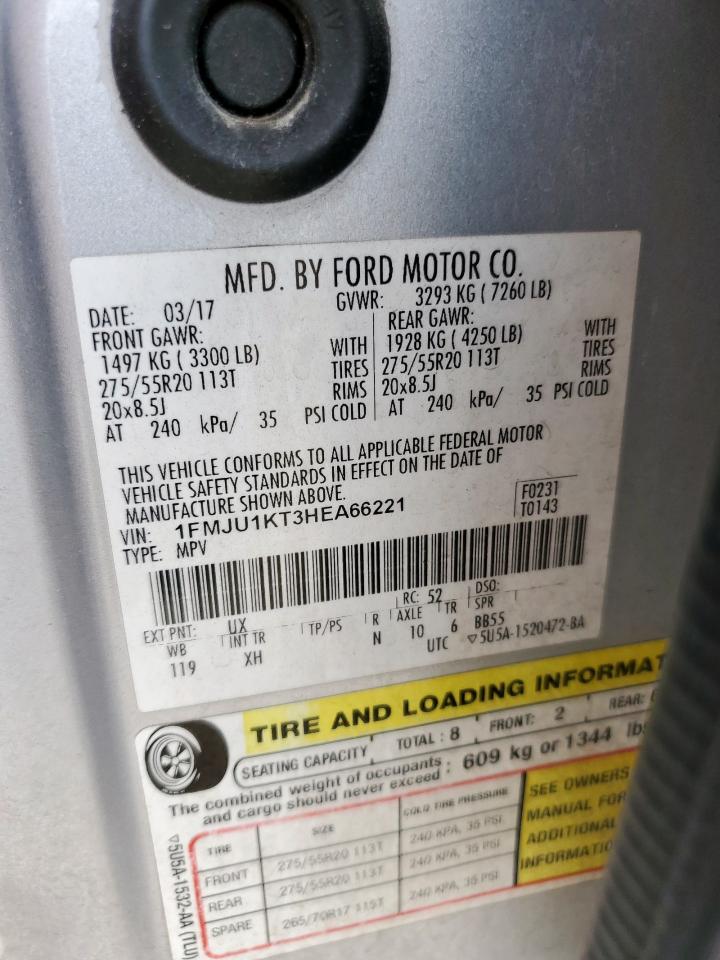 MFD. BY FORD MOTOR CO.
DATE: 03/17 GVWR: 3293 KG ( 7260 LB)
FRONT GAWR: REAR GAWR:
1497 KG ( 3300 LB) WITH 1928 KG ( 4250 LB) WITH
275/55R20 113T TIRES 275/55R20 113T TIRES
20x8.5J RIMS 20x8.5J RIMS
AT 240 kPa/ 35 PSI COLD AT 240 kPa/ 35 PSI COLD
THIS VEHICLE CONFORMS TO ALL APPLICABLE FEDERAL MOTOR
VEHICLE SAFETY STANDARDS IN EFFECT ON THE DATE OF
MANUFACTURE SHOWN ABOVE.
VIN: 1FMJU1KT3HEA66221 F0231
TYPE: MPV T0143
EXT PNT: UX RC: 52 DSO:
WB INT TR TP/PS R AXLE TR SPR
119 XH N 10 6 BB55
UTC ▽5U5A-1520472-BA
TIRE AND LOADING INFORMAT
SEATING CAPACITY TOTAL : 8 FRONT: 2 REAR:
The combined weight of occupants and cargo should never exceed : 609 kg or 1344 lbs
TIRE SIZE COLD TIRE PRESSURE
FRONT 275/55R20 113T 240 KPA, 35 PSI
REAR 275/55R20 113T 240 KPA, 35 PSI
SPARE 265/70R17 115T 240 KPA, 35 PSI
SEE OWNERS
MANUAL FOR
ADDITIONAL
INFORMATIO
▽5U5A-1532-AA (TLU)